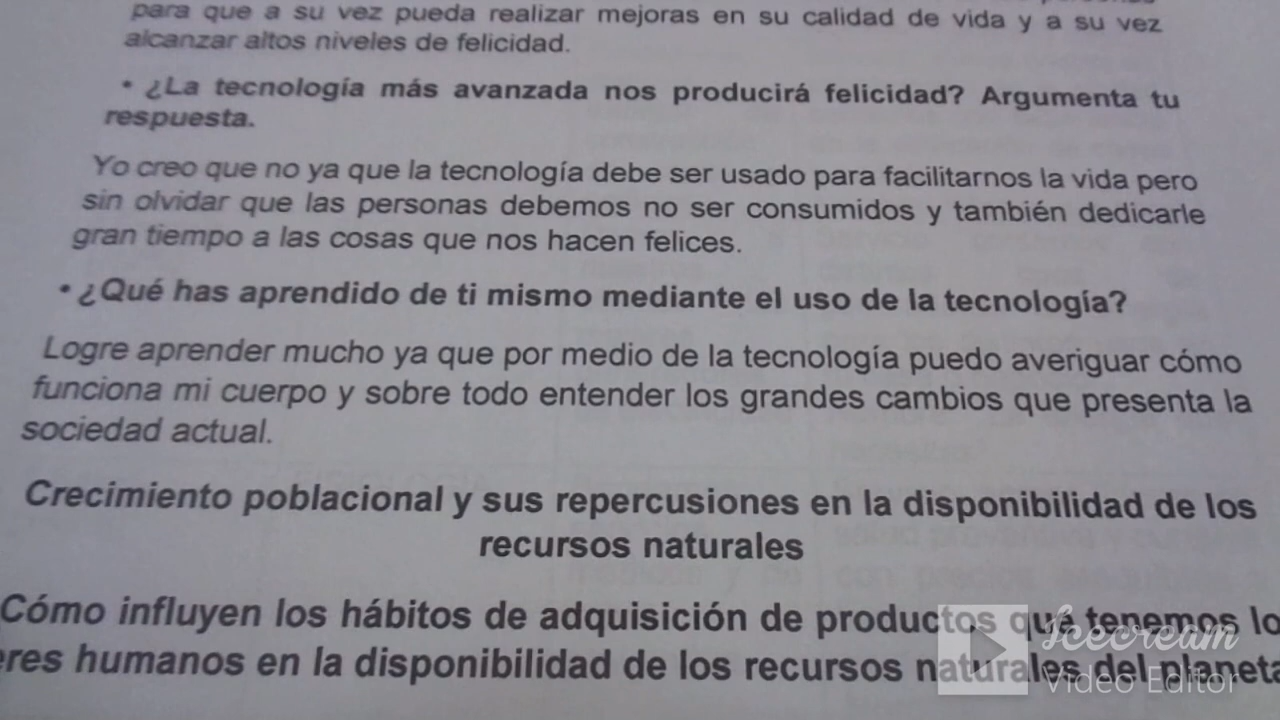 para que a su vez pueda realizar mejoras en su calidad de vida y a su vez
alcanzar altos niveles de felicidad.
• ¿La tecnología más avanzada nos producirá felicidad? Argumenta tu
respuesta.
Yo creo que no ya que la tecnología debe ser usado para facilitarnos la vida pero
sin olvidar que las personas debemos no ser consumidos y también dedicarle
gran tiempo a las cosas que nos hacen felices.
• ¿Qué has aprendido de ti mismo mediante el uso de la tecnología?
Logre aprender mucho ya que por medio de la tecnología puedo averiguar cómo
funciona mi cuerpo y sobre todo entender los grandes cambios que presenta la
sociedad actual.
Crecimiento poblacional y sus repercusiones en la disponibilidad de los
recursos naturales
Cómo influyen los hábitos de adquisición de productos que tenemos lo
eres humanos en la disponibilidad de los recursos naturales del planeta
Icecream
Video Editor